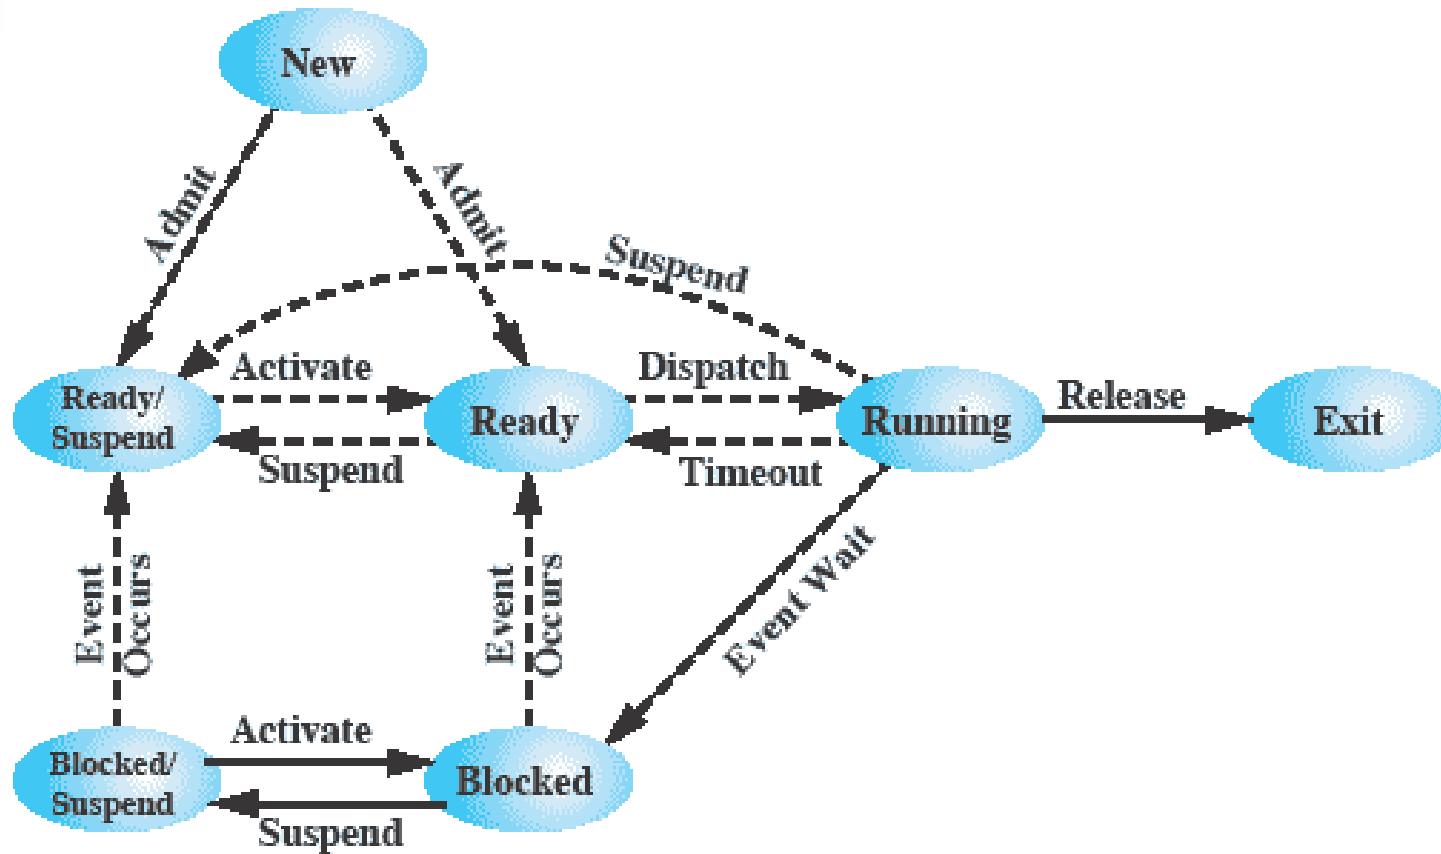 New
Admit
Admit
Suspend
Activate
Dispatch
Ready/
Suspend
Ready
Running
Release
Exit
Suspend
Timeout
Event
Occurs
Event
Occurs
Event Wait
Activate
Blocked/
Suspend
Blocked
Suspend